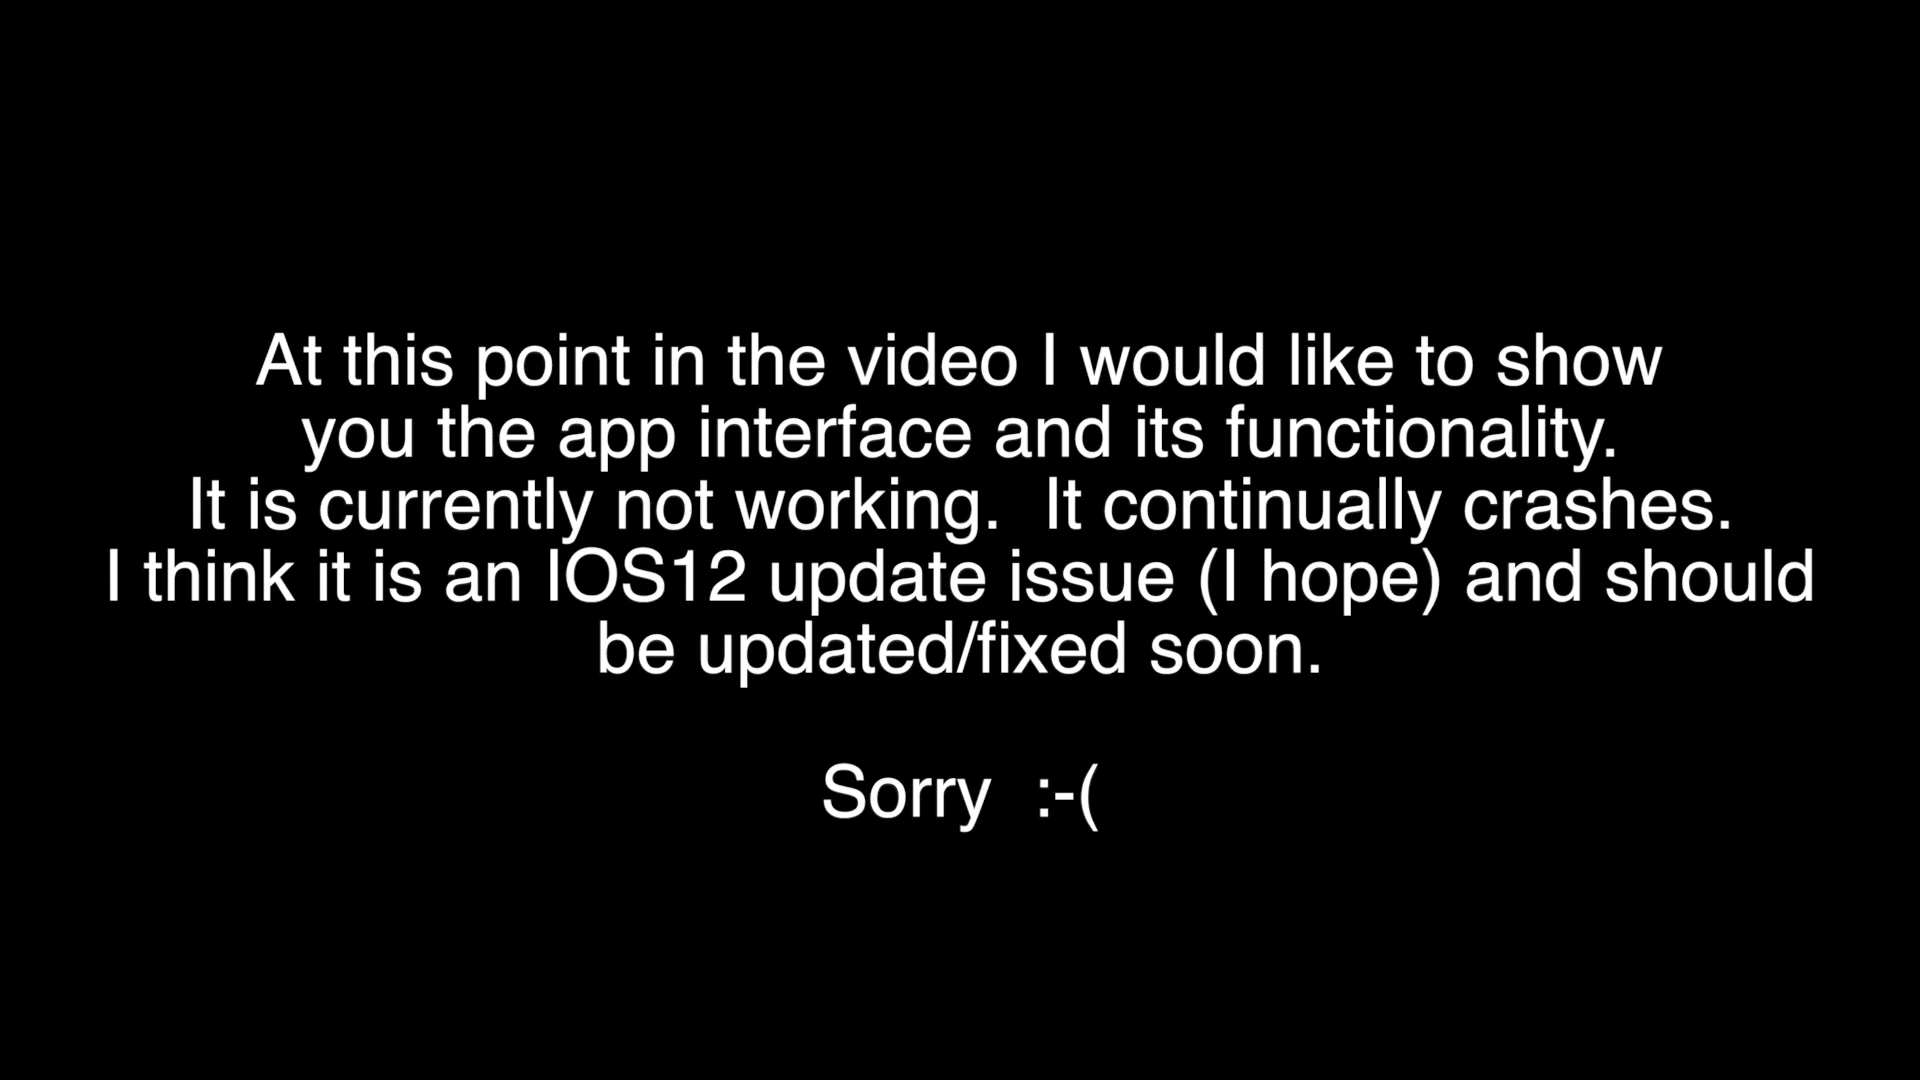 At this point in the video I would like to show
you the app interface and its functionality.
It is currently not working.  It continually crashes.
I think it is an IOS12 update issue (I hope) and should
be updated/fixed soon.
Sorry  :-(